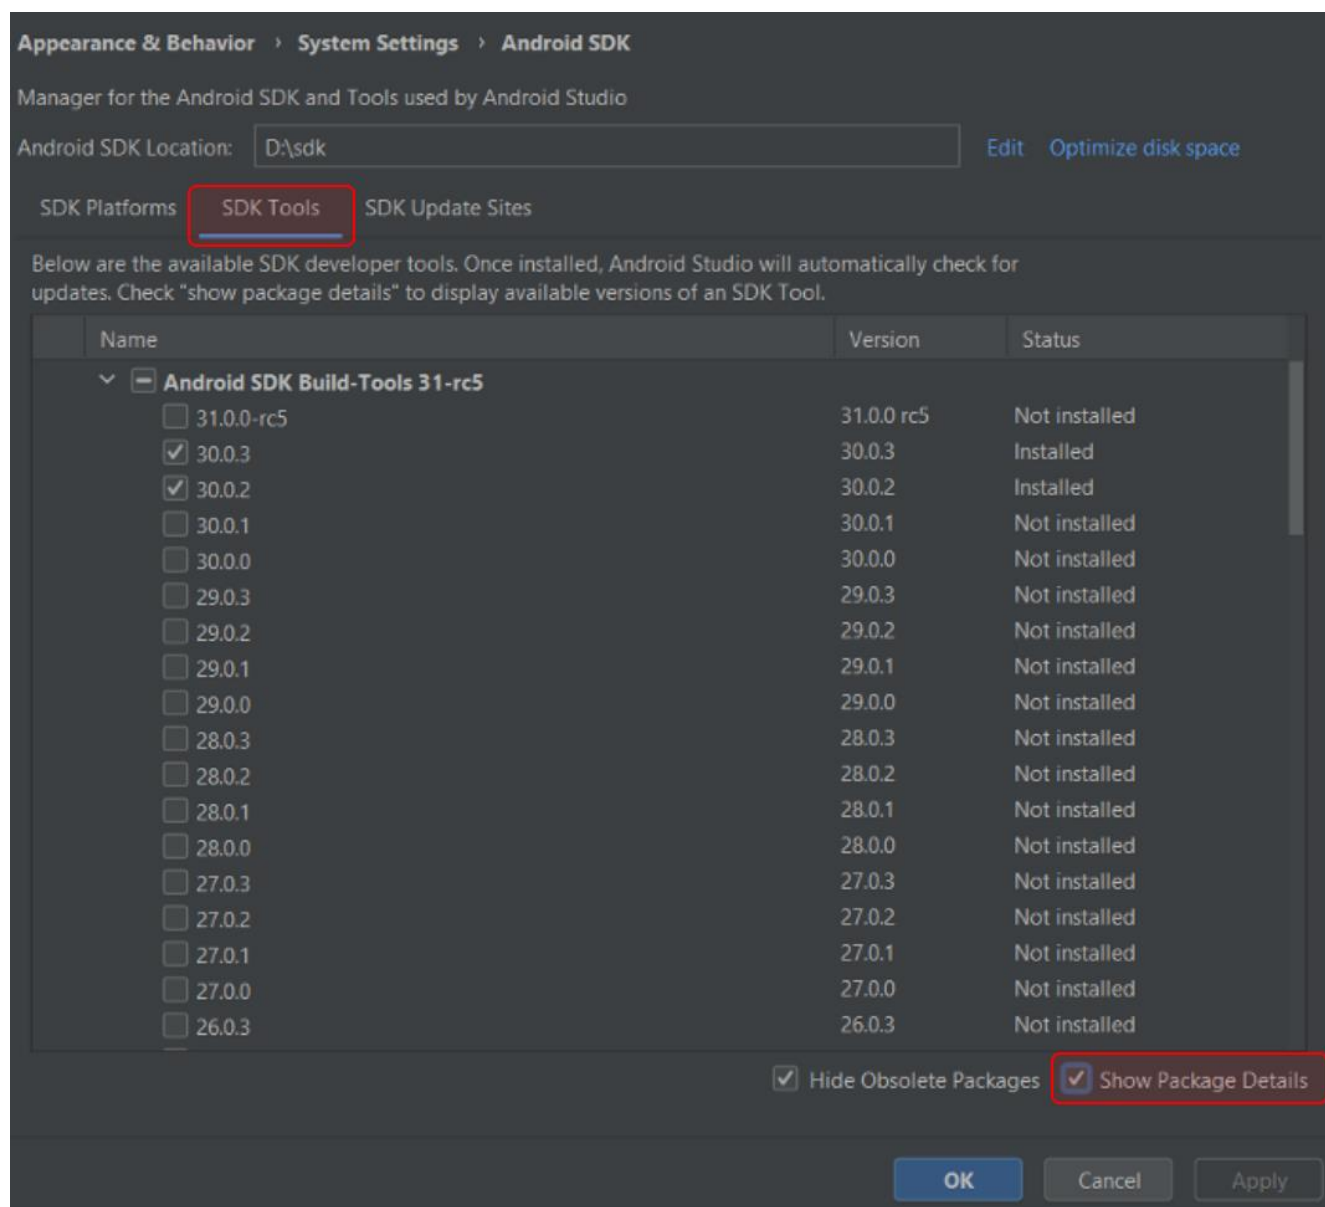 Appearance & Behavior › System Settings › Android SDK
Manager for the Android SDK and Tools used by Android Studio
Android SDK Location: D:\sdk Edit Optimize disk space
SDK Platforms SDK Tools SDK Update Sites
Below are the available SDK developer tools. Once installed, Android Studio will automatically check for
updates. Check "show package details" to display available versions of an SDK Tool.
Name Version Status
Android SDK Build-Tools 31-rc5
31.0.0-rc5 31.0.0 rc5 Not installed
30.0.3 30.0.3 Installed
30.0.2 30.0.2 Installed
30.0.1 30.0.1 Not installed
30.0.0 30.0.0 Not installed
29.0.3 29.0.3 Not installed
29.0.2 29.0.2 Not installed
29.0.1 29.0.1 Not installed
29.0.0 29.0.0 Not installed
28.0.3 28.0.3 Not installed
28.0.2 28.0.2 Not installed
28.0.1 28.0.1 Not installed
28.0.0 28.0.0 Not installed
27.0.3 27.0.3 Not installed
27.0.2 27.0.2 Not installed
27.0.1 27.0.1 Not installed
27.0.0 27.0.0 Not installed
26.0.3 26.0.3 Not installed
Hide Obsolete Packages Show Package Details
OK Cancel Apply